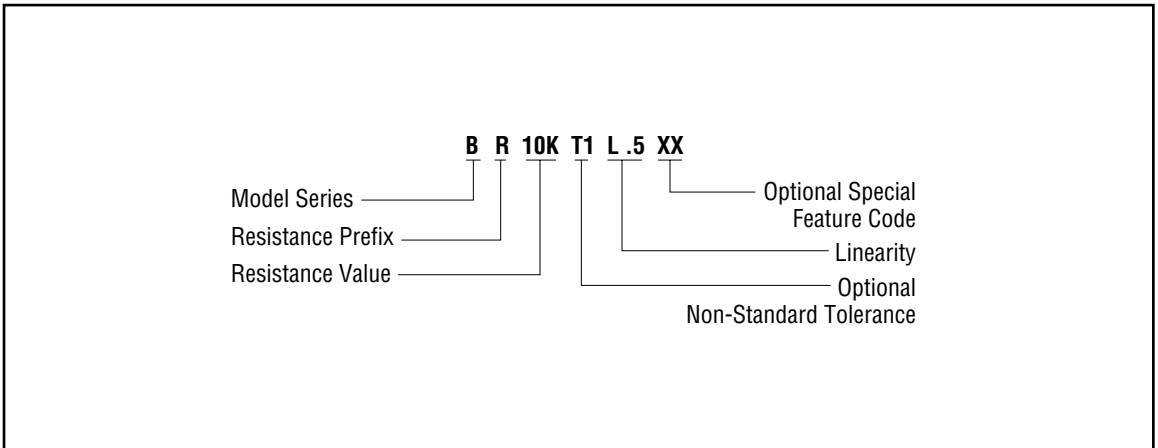 B R 10K T1 L .5 XX
Model Series
Resistance Prefix
Resistance Value
Optional Special
Feature Code
Linearity
Optional
Non-Standard Tolerance